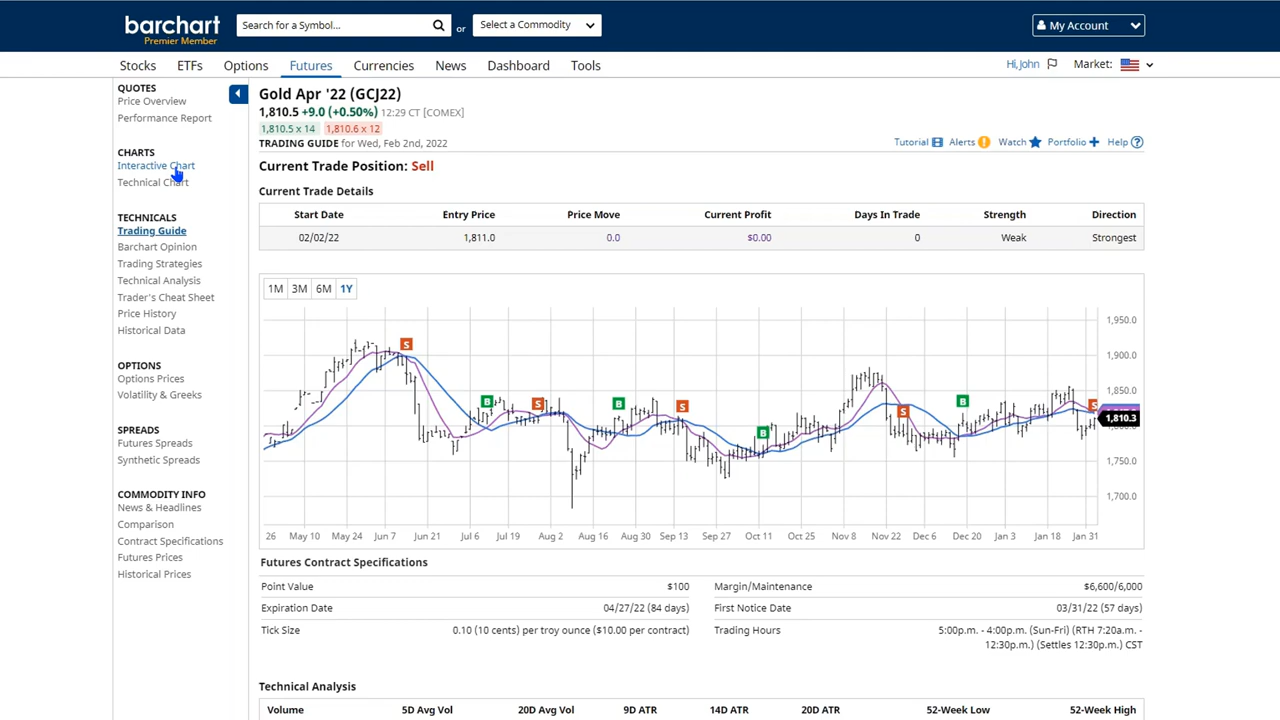 barchart
Premier Member
Search for a Symbol...
or
Select a Commodity
My Account
Stocks ETFs Options Futures Currencies News Dashboard Tools
Hi, John
Market:
QUOTES
Price Overview
Performance Report
CHARTS
Interactive Chart
Technical Chart
TECHNICALS
Trading Guide
Barchart Opinion
Trading Strategies
Technical Analysis
Trader's Cheat Sheet
Price History
Historical Data
OPTIONS
Options Prices
Volatility & Greeks
SPREADS
Futures Spreads
Synthetic Spreads
COMMODITY INFO
News & Headlines
Comparison
Contract Specifications
Futures Prices
Historical Prices
Gold Apr '22 (GCJ22)
1,810.5 +9.0 (+0.50%) 12:29 CT [COMEX]
1,810.5 x 14 1,810.6 x 12
TRADING GUIDE for Wed, Feb 2nd, 2022
Tutorial Alerts Watch Portfolio Help
Current Trade Position: Sell
Current Trade Details
Start Date Entry Price Price Move Current Profit Days In Trade Strength Direction
02/02/22 1,811.0 0.0 $0.00 0 Weak Strongest
1M 3M 6M 1Y
1,950.0
1,900.0
1,850.0
1,810.3
1,750.0
1,700.0
S
B
S
B
S
B
S
B
S
26 May 10 May 24 Jun 7 Jun 21 Jul 6 Jul 19 Aug 2 Aug 16 Aug 30 Sep 13 Sep 27 Oct 11 Oct 25 Nov 8 Nov 22 Dec 6 Dec 20 Jan 3 Jan 18 Jan 31
Futures Contract Specifications
Point Value $100 Margin/Maintenance $6,600/6,000
Expiration Date 04/27/22 (84 days) First Notice Date 03/31/22 (57 days)
Tick Size 0.10 (10 cents) per troy ounce ($10.00 per contract) Trading Hours 5:00p.m. - 4:00p.m. (Sun-Fri) (RTH 7:20a.m. -
12:30p.m.) (Settles 12:30p.m.) CST
Technical Analysis
Volume 5D Avg Vol 20D Avg Vol 9D ATR 14D ATR 20D ATR 52-Week Low 52-Week High